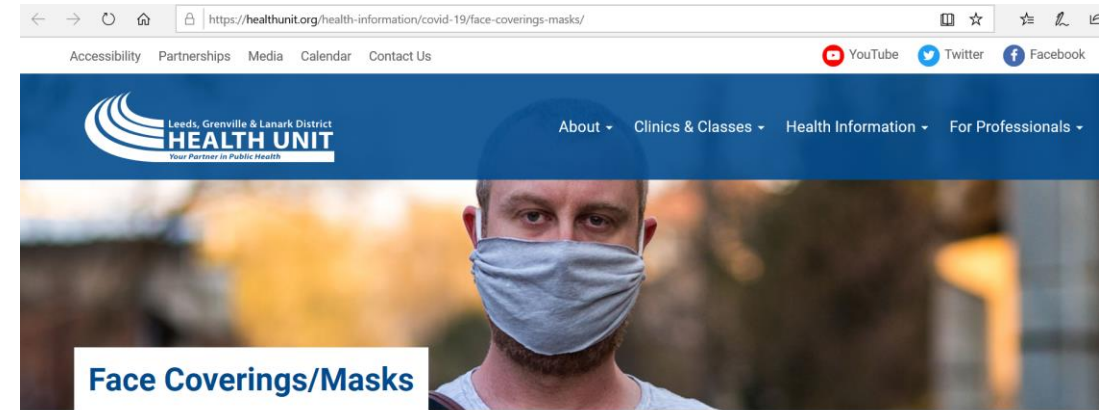 https://healthunit.org/health-information/covid-19/face-coverings-masks/
Accessibility Partnerships Media Calendar Contact Us YouTube Twitter Facebook
Leeds, Grenville & Lanark District
HEALTH UNIT
Your Partner in Public Health
About Clinics & Classes Health Information For Professionals
Face Coverings/Masks